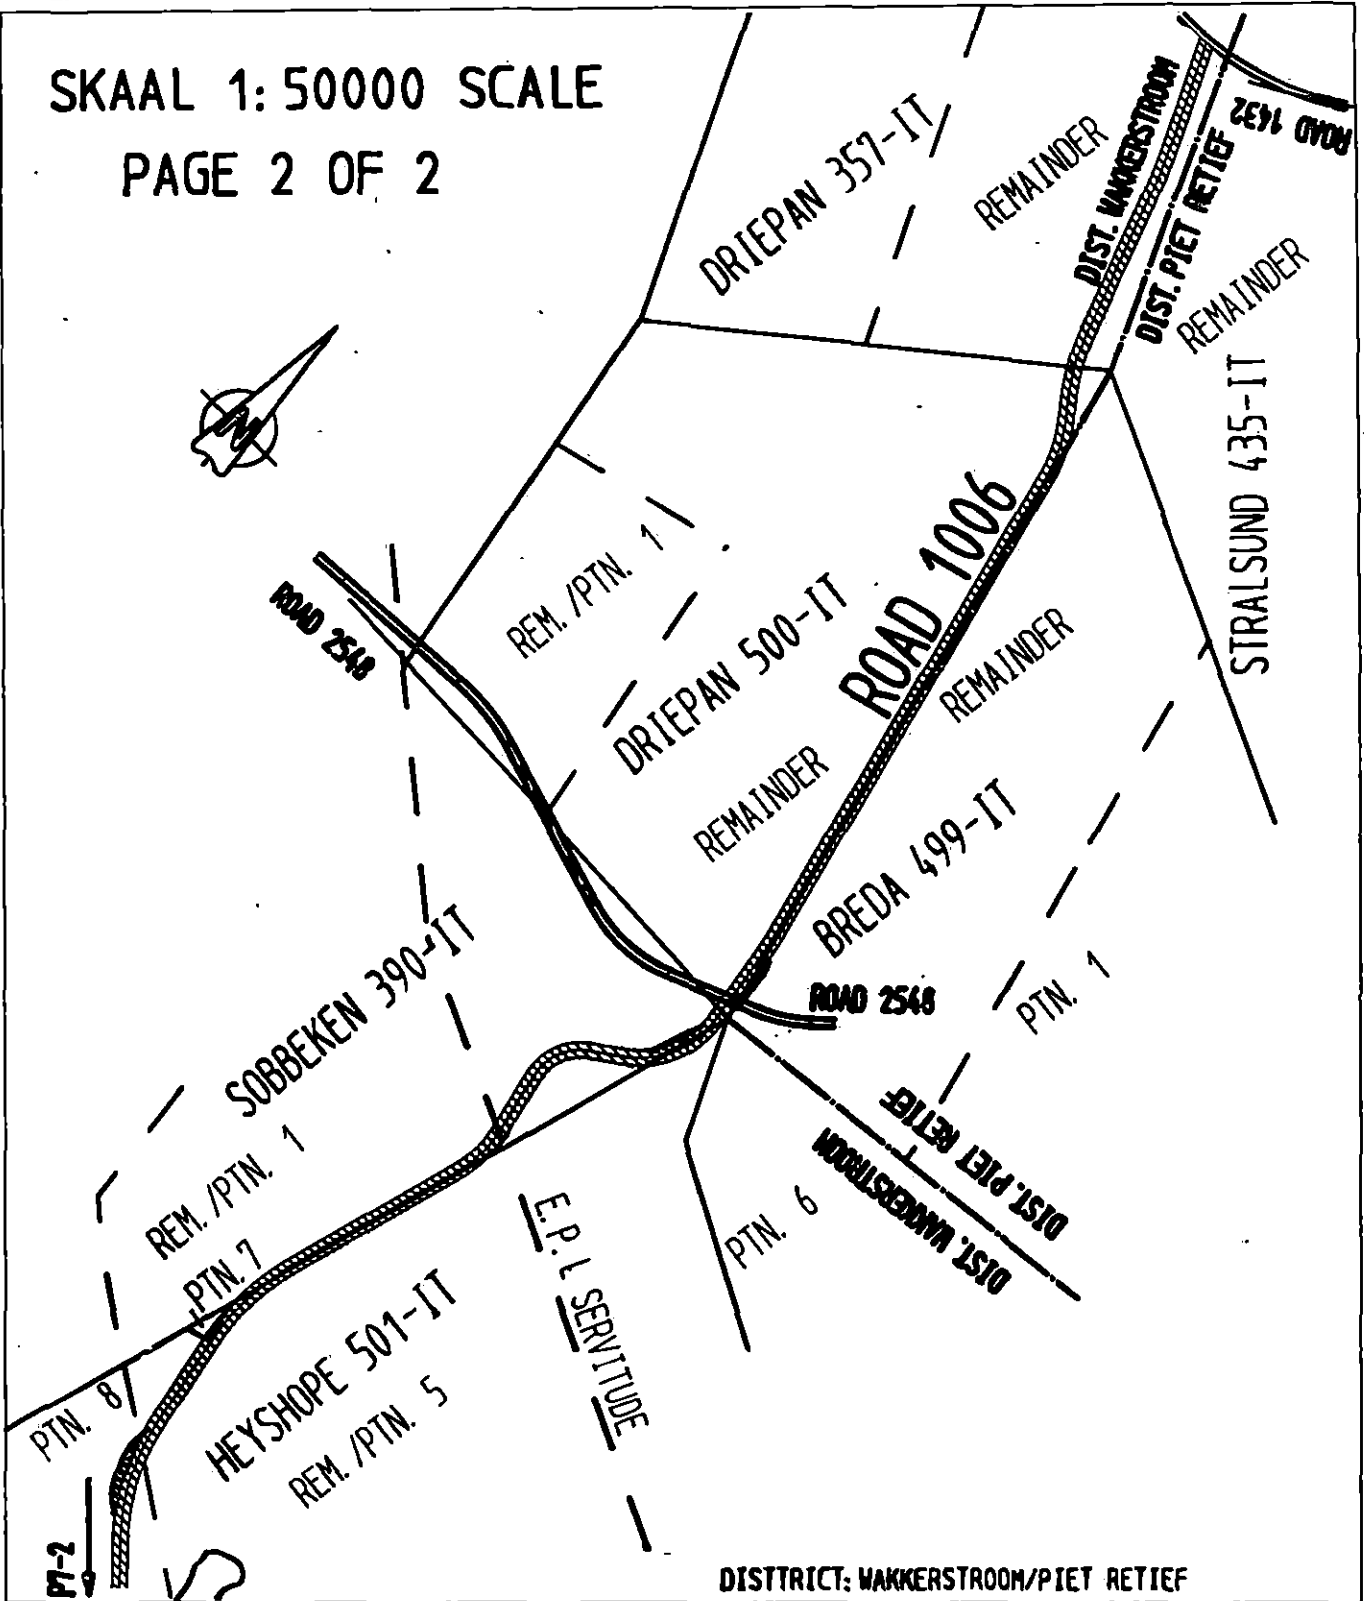 SKAAL 1:50000 SCALE
PAGE 2 OF 2
DRIEPAN 357-IT
REMAINDER
DIST. WAKKERSTROOM
DIST. PIET RETIEF
ROAD 1432
REMAINDER
STRALSUND 435-IT
N
ROAD 2548
REM./PTN. 1
DRIEPAN 500-IT
REMAINDER
ROAD 1006
REMAINDER
BREDA 499-IT
PTN. 1
ROAD 2548
SOBBEKEN 390-IT
REM./PTN. 1
PTN. 7
DIST. PIET RETIEF
DIST. WAKKERSTROOM
PTN. 6
E.P.L SERVITUDE
HEYSHOPE 501-IT
REM./PTN. 5
PTN. 8
P7-2
DISTTRICT: WAKKERSTROOM/PIET RETIEF